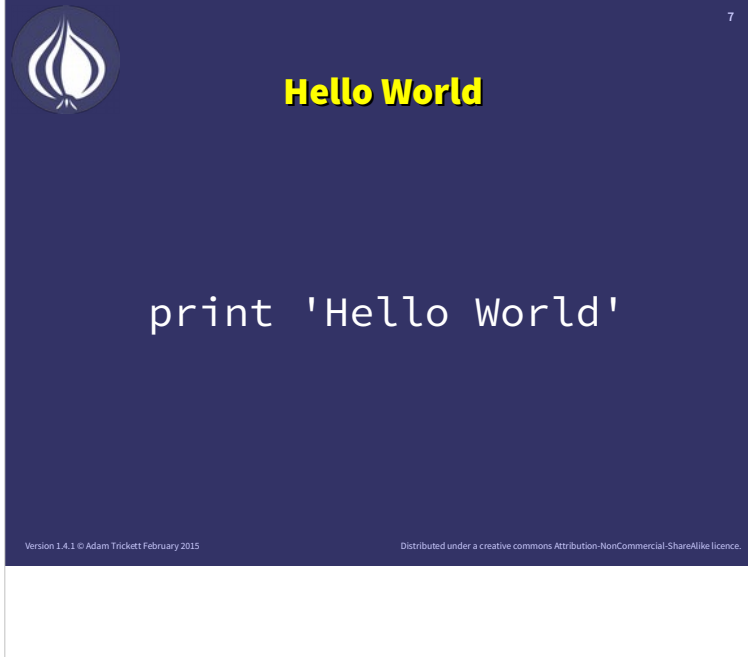 7
Hello World
print 'Hello World'
Version 1.4.1 © Adam Trickett February 2015
Distributed under a creative commons Attribution-NonCommercial-ShareAlike licence.